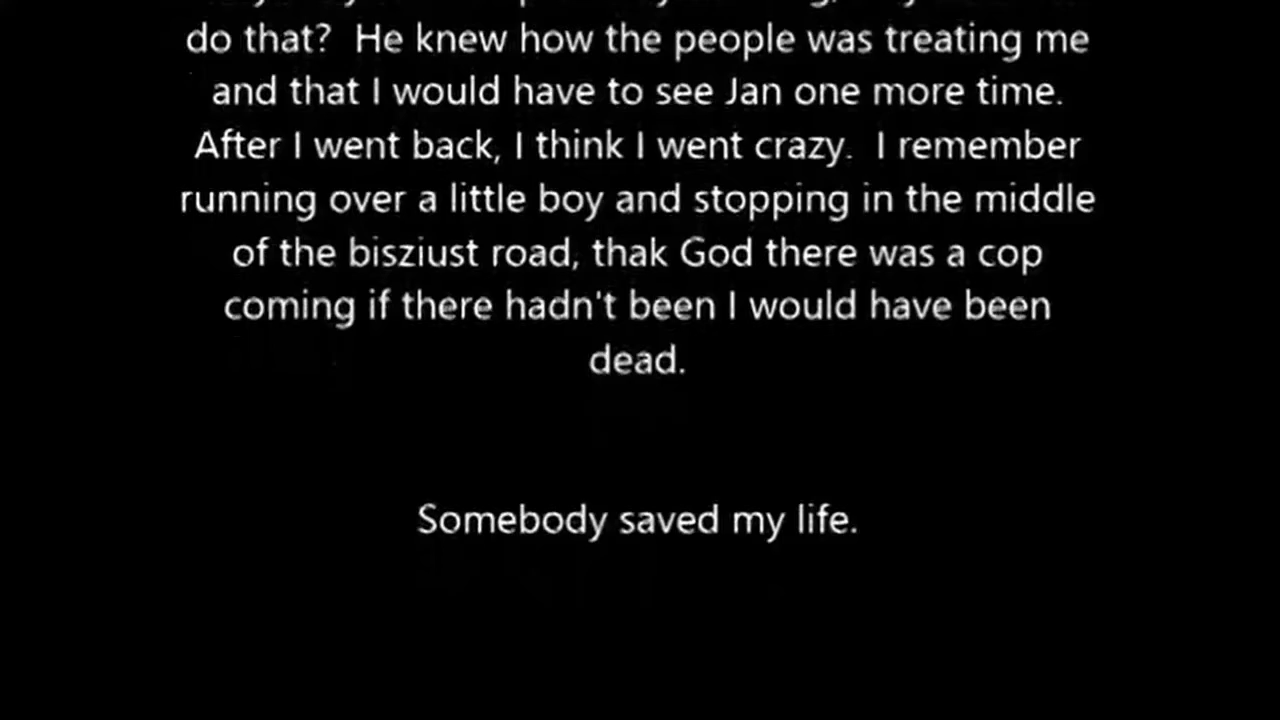 do that? He knew how the people was treating me
and that I would have to see Jan one more time.
After I went back, I think I went crazy. I remember
running over a little boy and stopping in the middle
of the bisziust road, thak God there was a cop
coming if there hadn't been I would have been
dead.
Somebody saved my life.